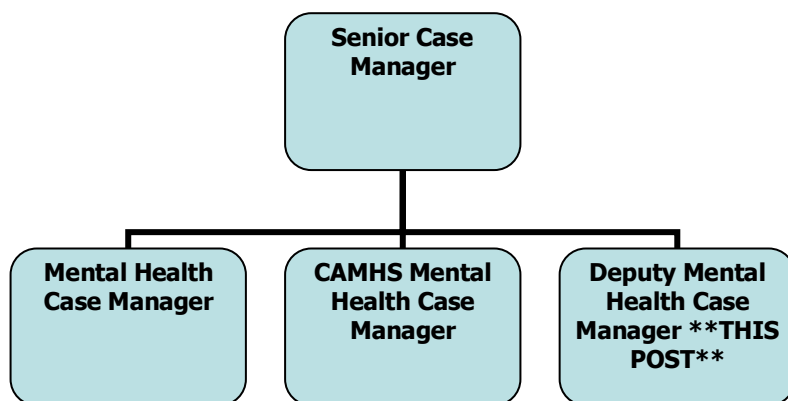 Senior Case
Manager
Mental Health
Case Manager
CAMHS Mental
Health Case
Manager
Deputy Mental
Health Case
Manager **THIS
POST**